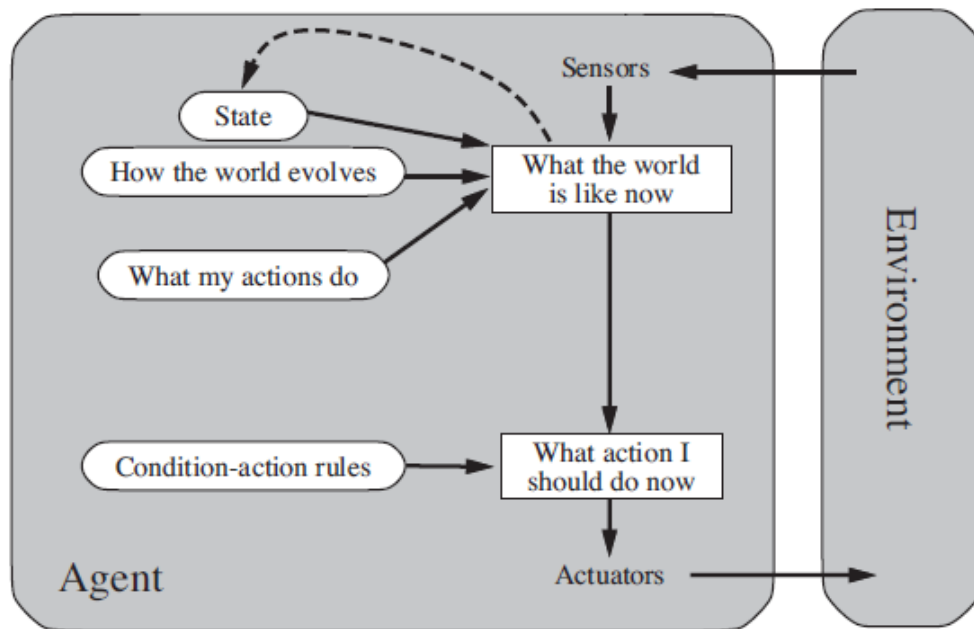 Sensors
State
What the world
is like now
How the world evolves
What my actions do
Condition-action rules
What action I
should do now
Agent
Actuators
Environment